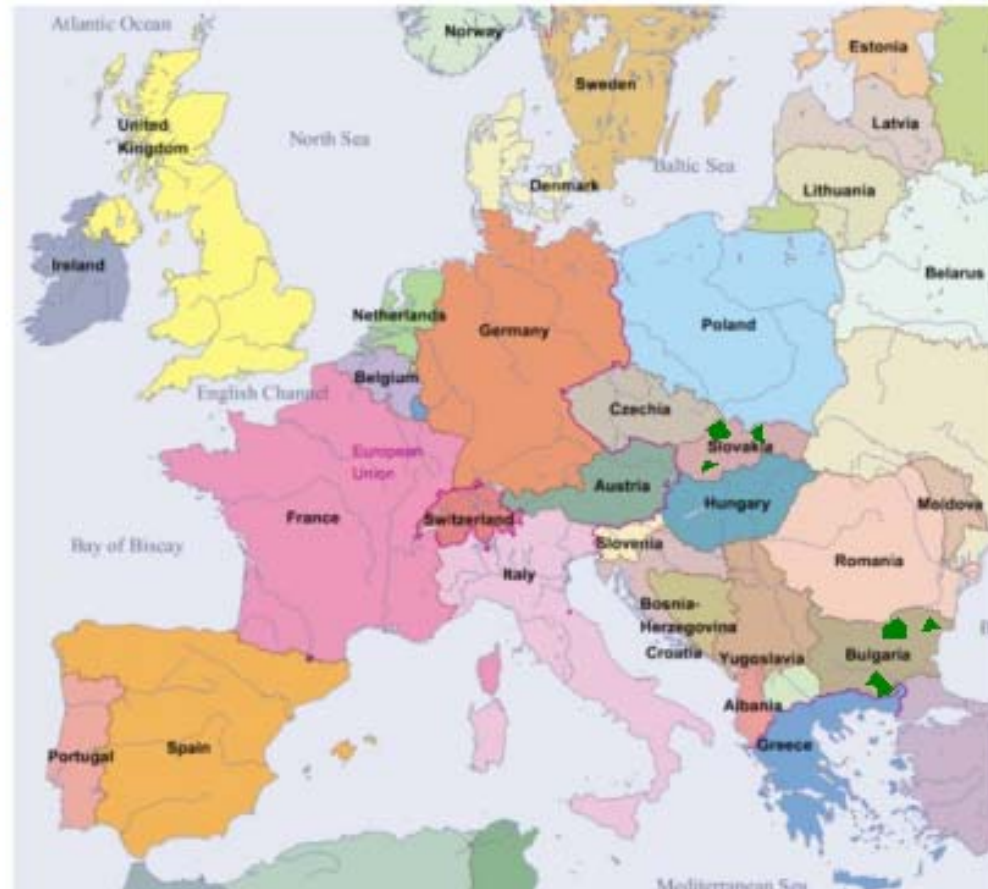 Atlantic Ocean
Norway
Estonia
Sweden
United
Kingdom
North Sea
Latvia
Baltic Sea
Denmark
Lithuania
Ireland
Belarus
Netherlands
Germany
Poland
Belgium
English Channel
Czechia
Slovakia
European
Union
Austria
Hungary
Moldova
France
Switzerland
Slovenia
Bay of Biscay
Italy
Romania
Bosnia-
Herzegovina
Croatia
Yugoslavia
Bulgaria
Albania
Greece
Portugal
Spain
Mediterranean Sea